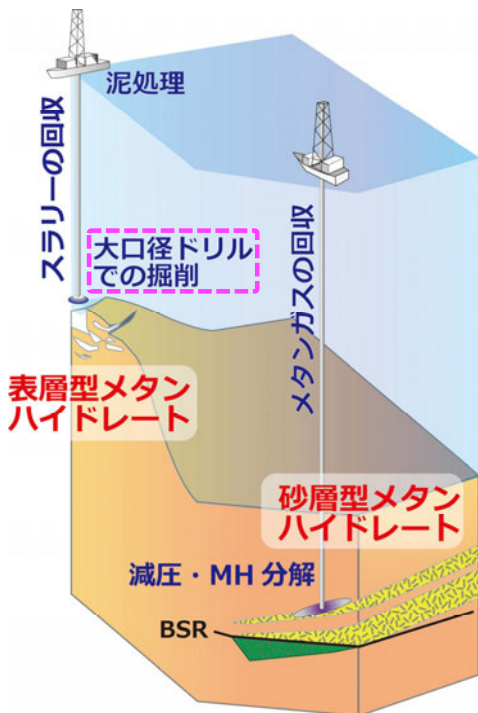 泥処理
スラリーの回収
大口径ドリル
での掘削
メタンガスの回収
表層型メタン
ハイドレート
砂層型メタン
ハイドレート
減圧・MH 分解
BSR